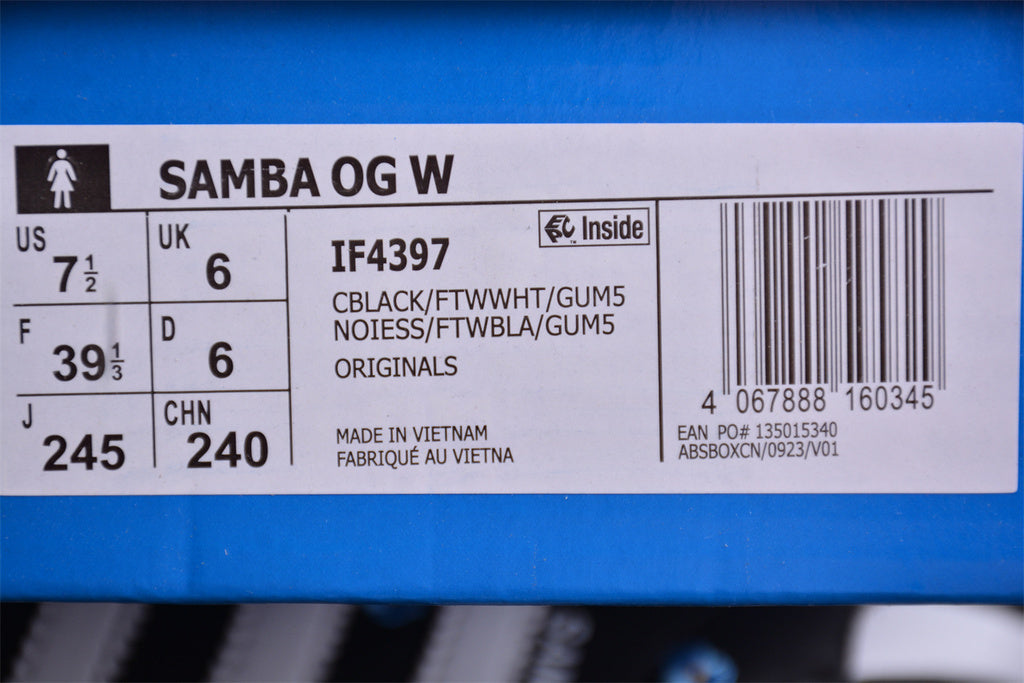 SAMBA OG W
US 7 1/2
UK 6
F 39 1/3
D 6
J 245
CHN 240
IF4397
Inside
CBLACK/FTWWHT/GUM5
NOIESS/FTWBLA/GUM5
ORIGINALS
MADE IN VIETNAM
FABRIQUÉ AU VIETNA
4 067888 160345
EAN PO# 135015340
ABSBOXCN/0923/V01